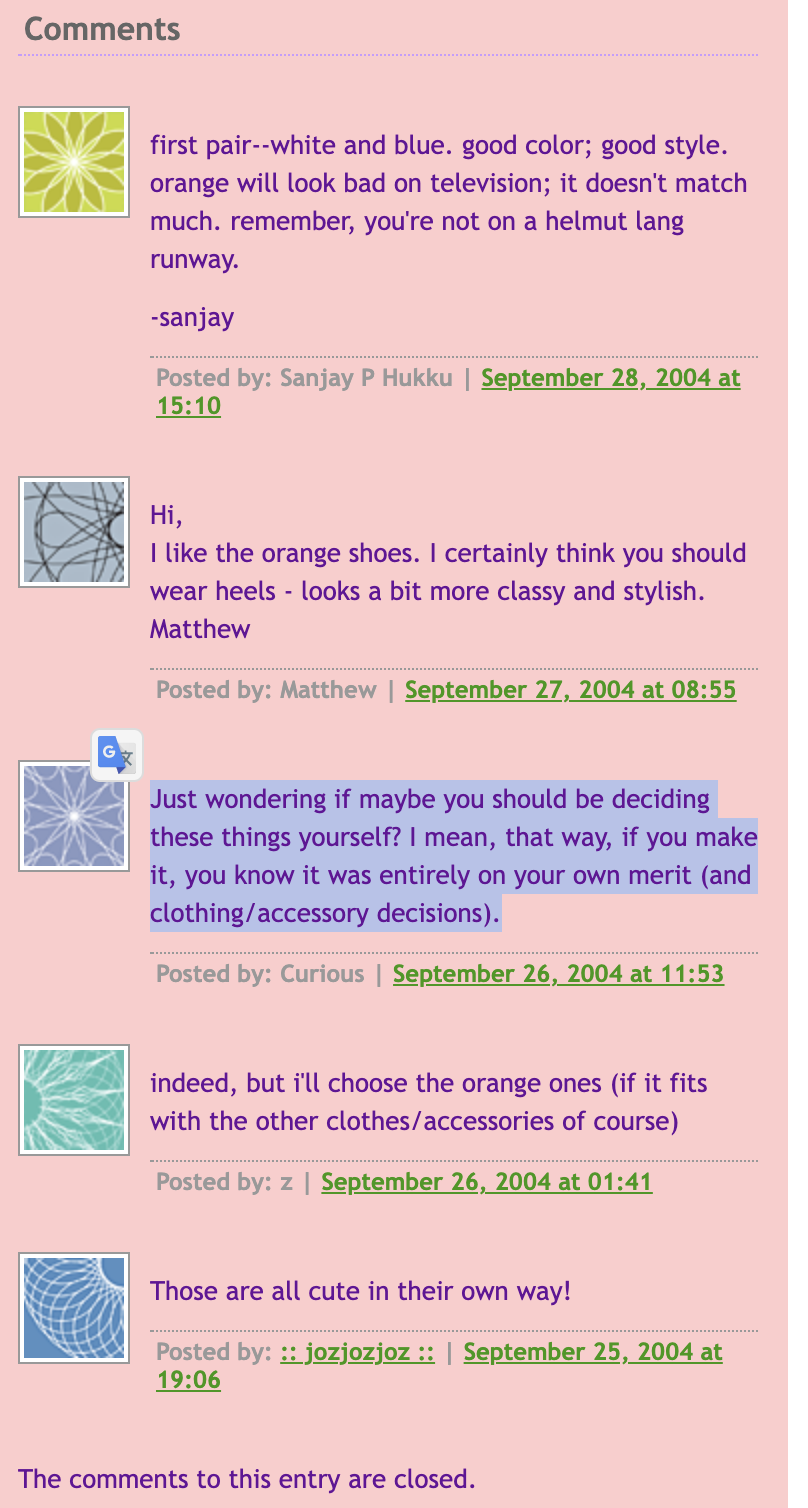 Comments
first pair--white and blue. good color; good style.
orange will look bad on television; it doesn't match
much. remember, you're not on a helmut lang
runway.
-sanjay
Posted by: Sanjay P Hukku | September 28, 2004 at
15:10
Hi,
I like the orange shoes. I certainly think you should
wear heels - looks a bit more classy and stylish.
Matthew
Posted by: Matthew | September 27, 2004 at 08:55
G文
Just wondering if maybe you should be deciding
these things yourself? I mean, that way, if you make
it, you know it was entirely on your own merit (and
clothing/accessory decisions).
Posted by: Curious | September 26, 2004 at 11:53
indeed, but i'll choose the orange ones (if it fits
with the other clothes/accessories of course)
Posted by: z | September 26, 2004 at 01:41
Those are all cute in their own way!
Posted by: :: jozjozjoz :: | September 25, 2004 at
19:06
The comments to this entry are closed.